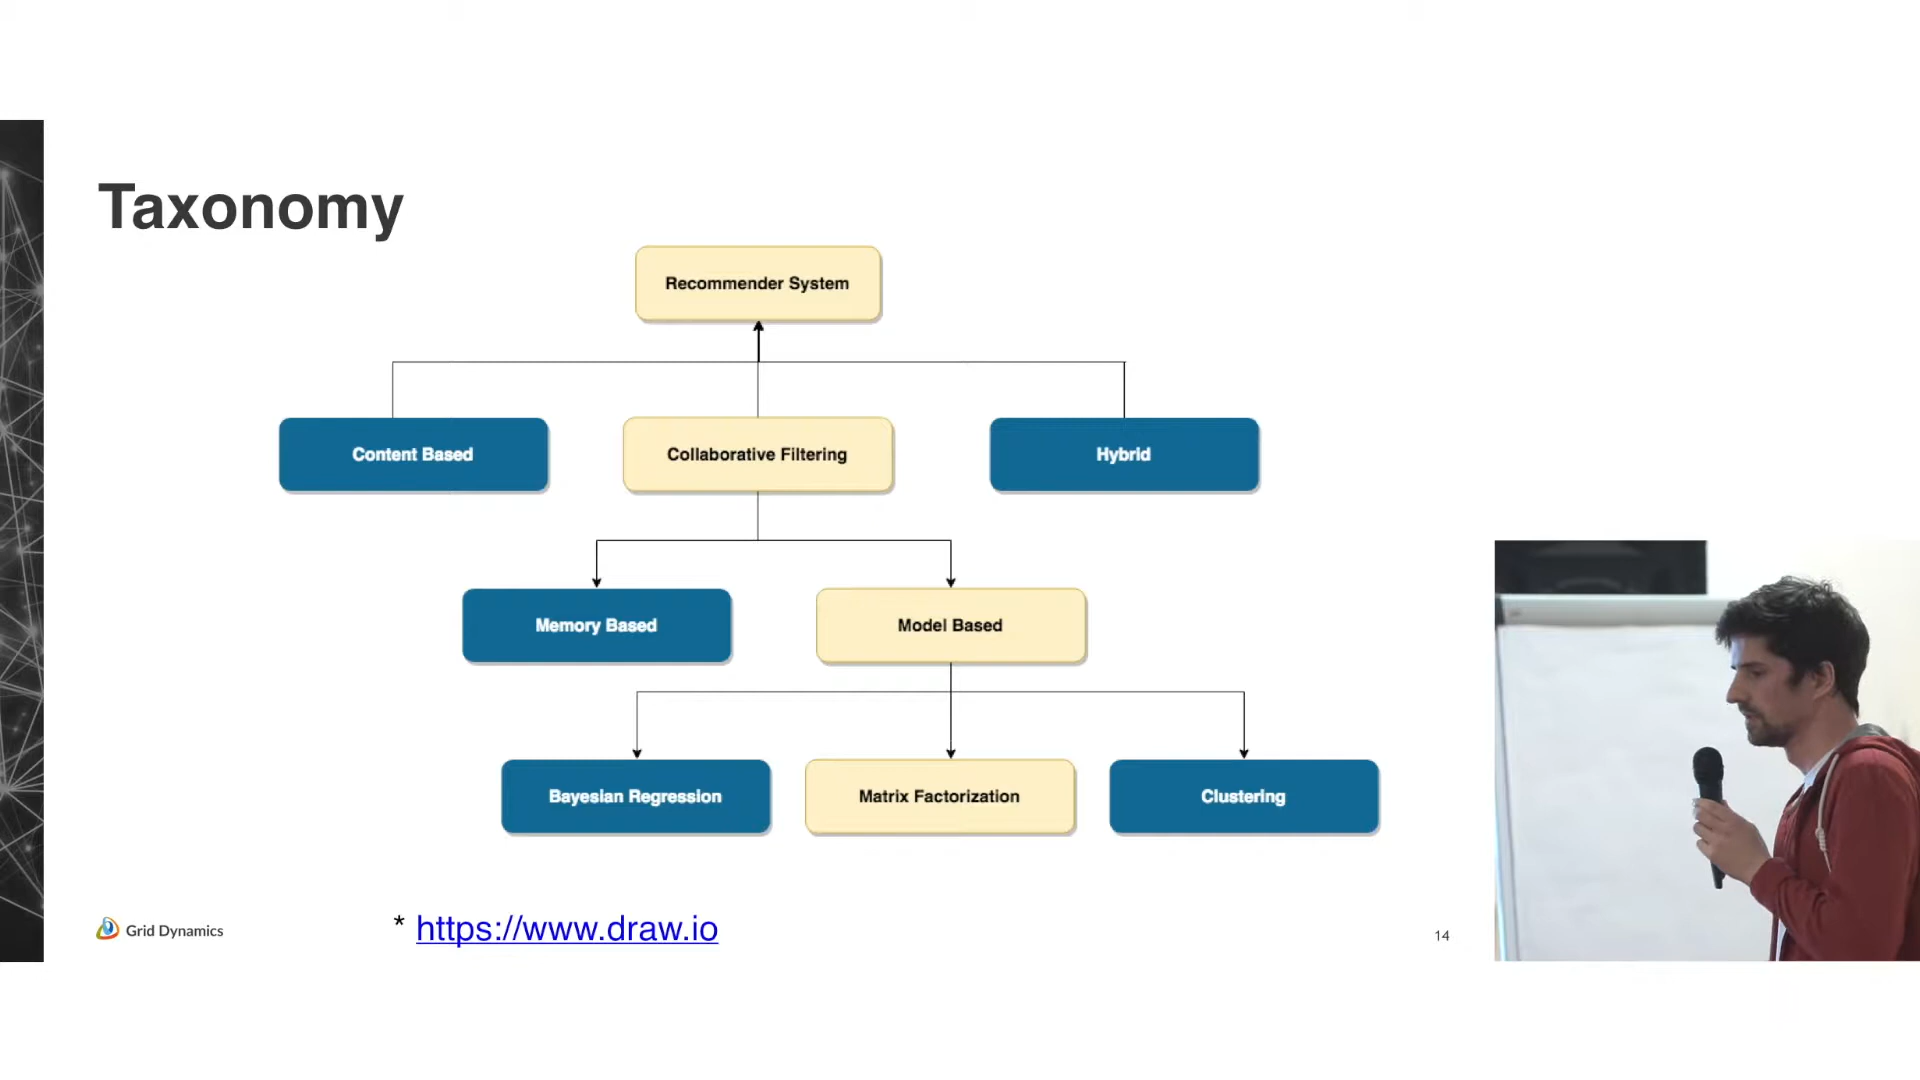 Taxonomy
Recommender System
Content Based
Collaborative Filtering
Hybrid
Memory Based
Model Based
Bayesian Regression
Matrix Factorization
Clustering
Grid Dynamics
* https://www.draw.io
14